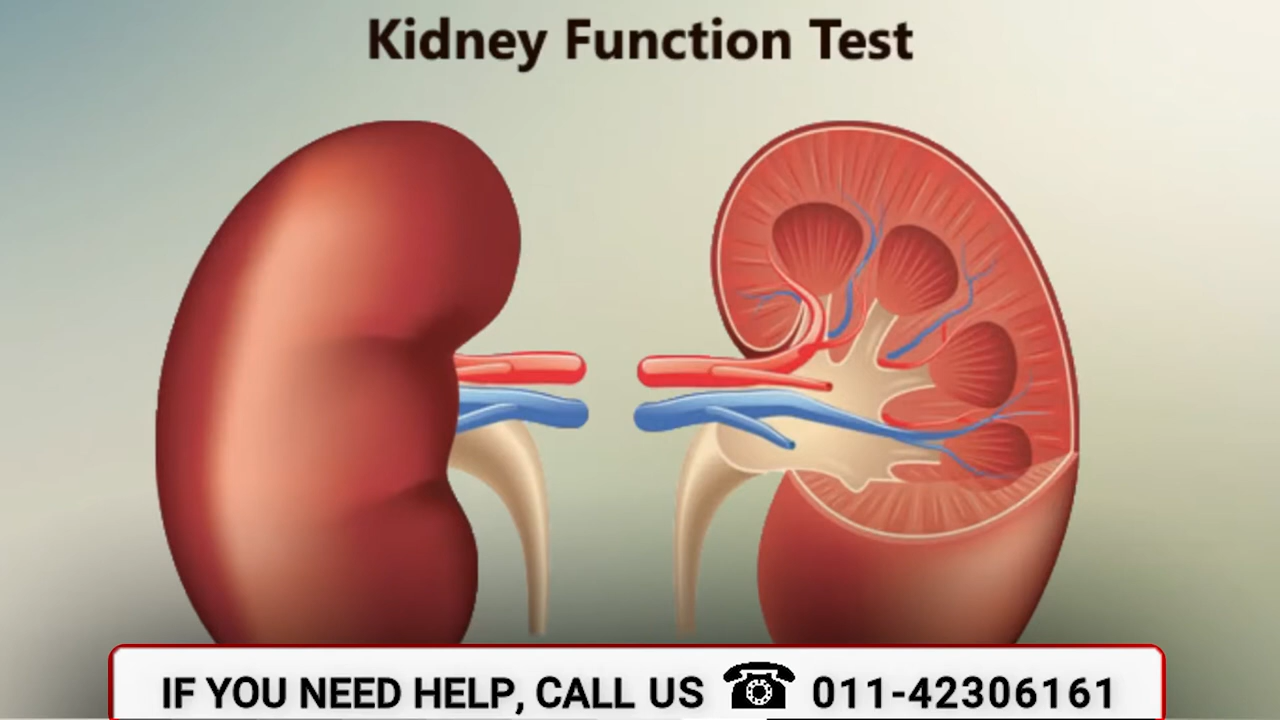 Kidney Function Test
IF YOU NEED HELP, CALL US 011-42306161